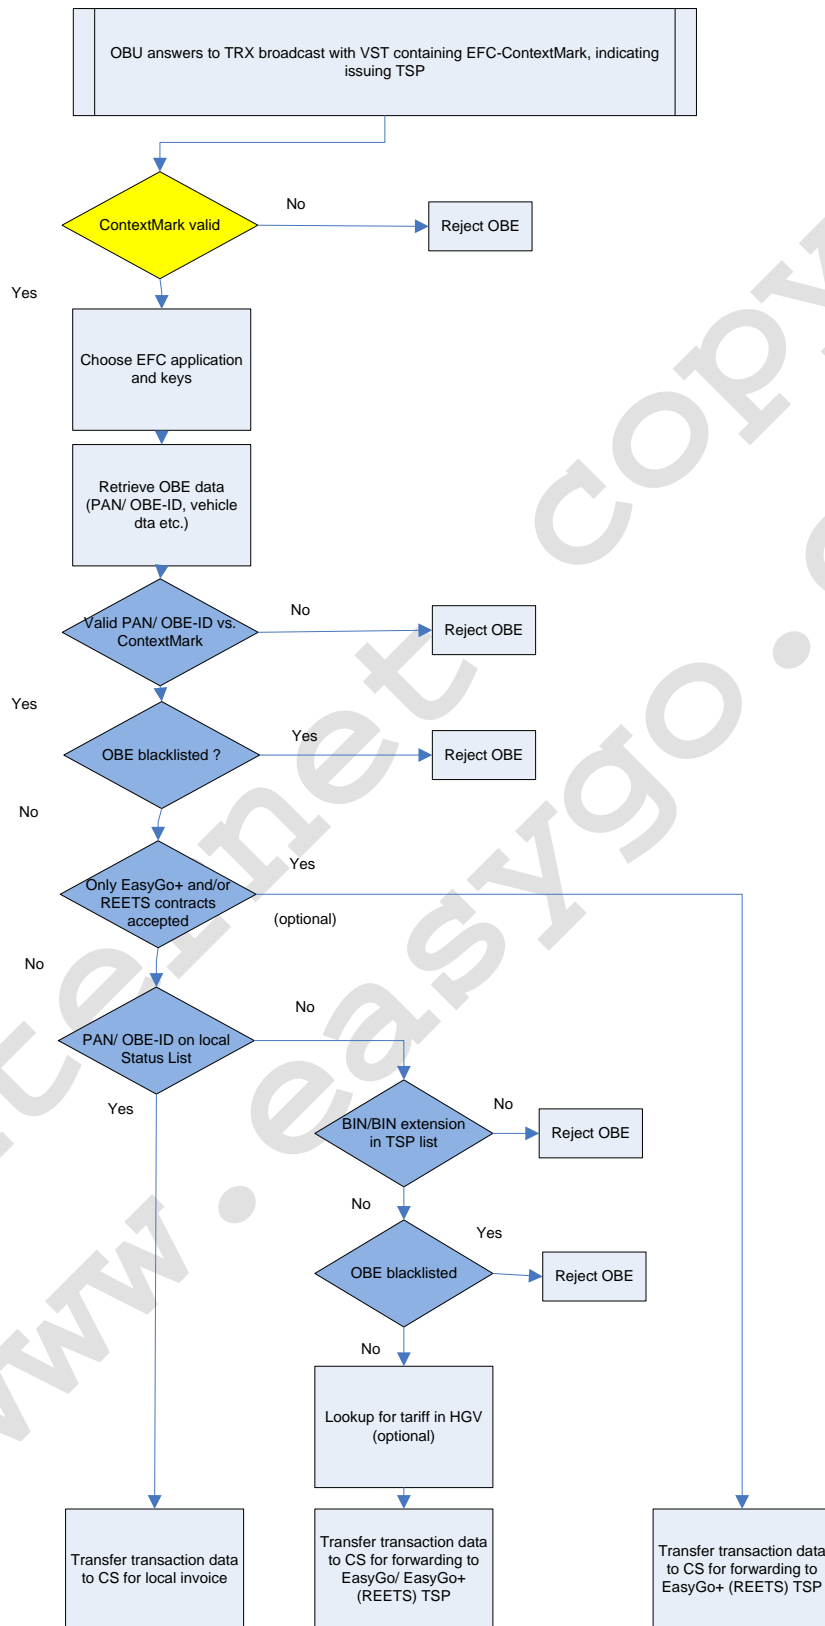 OBU answers to TRX broadcast with VST containing EFC-ContextMark, indicating
issuing TSP
ContextMark valid
No
Reject OBE
Yes
Choose EFC application
and keys
Retrieve OBE data
(PAN/ OBE-ID, vehicle
dta etc.)
Valid PAN/ OBE-ID vs.
ContextMark
No
Reject OBE
Yes
OBE blacklisted ?
Yes
Reject OBE
No
Only EasyGo+ and/or
REETS contracts
accepted
Yes
(optional)
No
PAN/ OBE-ID on local
Status List
No
Yes
BIN/BIN extension
in TSP list
No
Reject OBE
No
OBE blacklisted
Yes
Reject OBE
No
Lookup for tariff in HGV
(optional)
Transfer transaction data
to CS for local invoice
Transfer transaction data
to CS for forwarding to
EasyGo/ EasyGo+
(REETS) TSP
Transfer transaction data
to CS for forwarding to
EasyGo+ (REETS) TSP
ternet copy
www.easygo.c